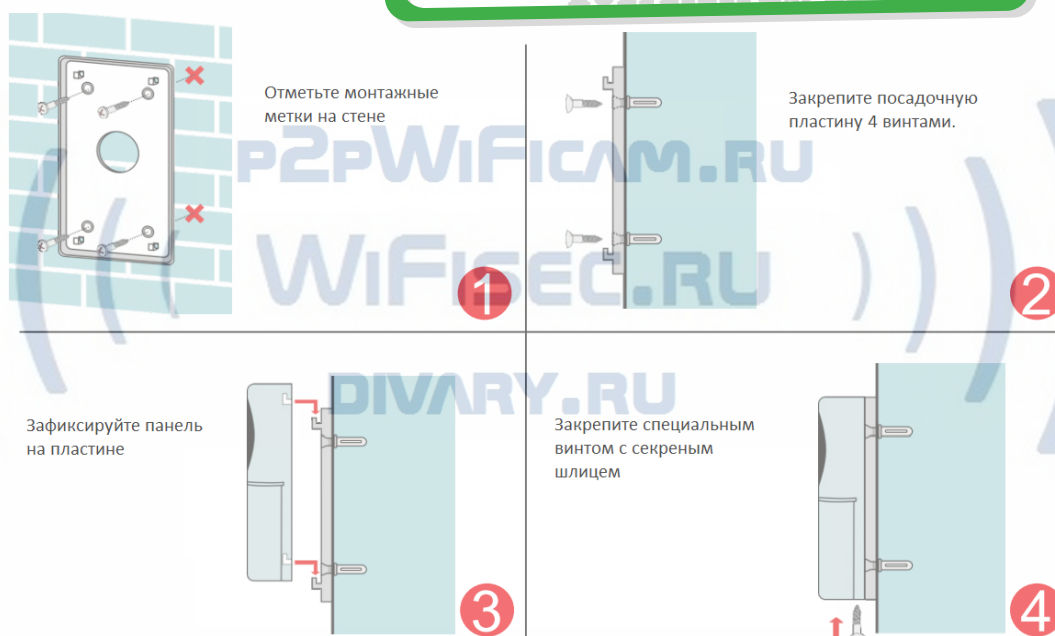 Отметьте монтажные
метки на стене
1
Закрепите посадочную
пластину 4 винтами.
2
P2PWIFICAM.RU
WIFISEC.RU
DIVARY.RU
Зафиксируйте панель
на пластине
3
Закрепите специальным
винтом с секреным
шлицем
4